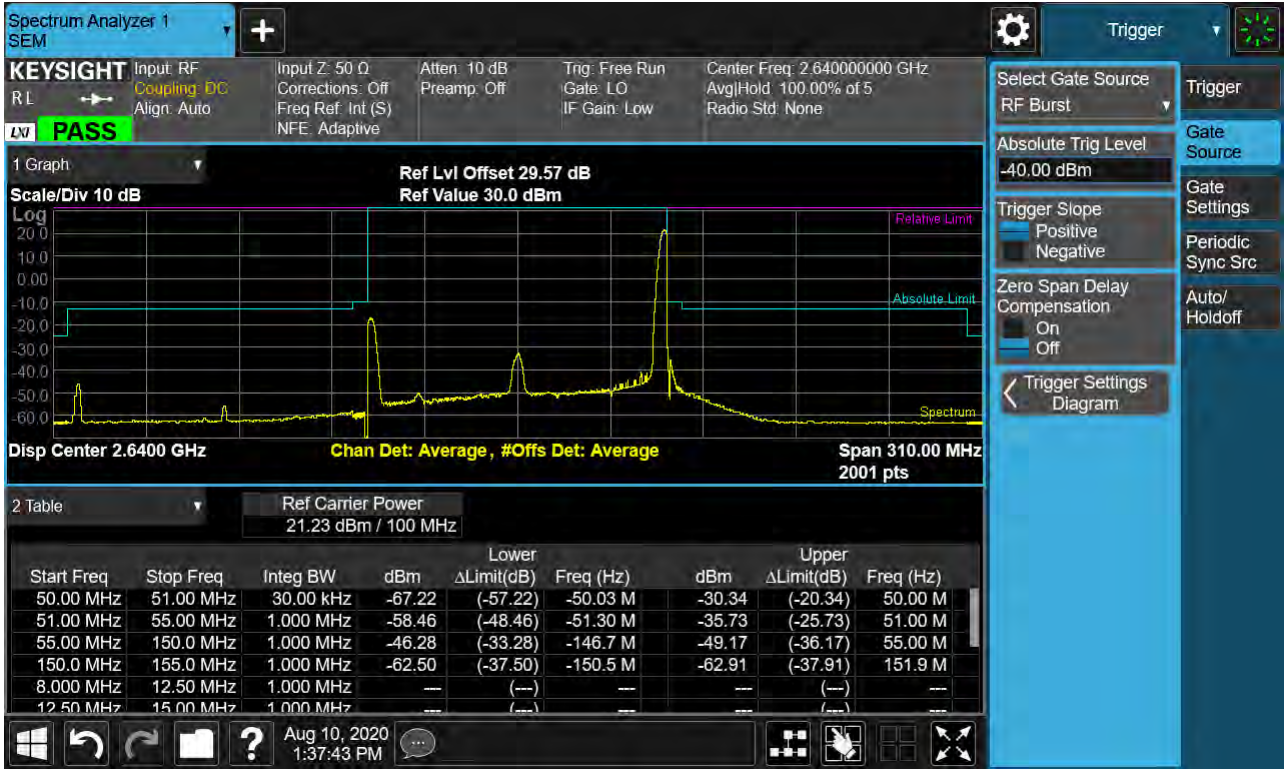 Spectrum Analyzer 1
SEM
Trigger
KEYSIGHT
R L
LXI
PASS
Input: RF
Coupling: DC
Align: Auto
Input Z: 50 Ω
Corrections: Off
Freq Ref: Int (S)
NFE: Adaptive
Atten: 10 dB
Preamp: Off
Trig: Free Run
Gate: LO
IF Gain: Low
Center Freq: 2.640000000 GHz
Avg|Hold: 100.00% of 5
Radio Std: None
1 Graph
Scale/Div 10 dB
Ref Lvl Offset 29.57 dB
Ref Value 30.0 dBm
Log
20.0
10.0
0.00
-10.0
-20.0
-30.0
-40.0
-50.0
-60.0
Relative Limit
Absolute Limit
Spectrum
Disp Center 2.6400 GHz
Chan Det: Average, #Offs Det: Average
Span 310.00 MHz
2001 pts
2 Table
Ref Carrier Power
21.23 dBm / 100 MHz
Lower Upper
Start Freq Stop Freq Integ BW dBm ΔLimit(dB) Freq (Hz) dBm ΔLimit(dB) Freq (Hz)
50.00 MHz 51.00 MHz 30.00 kHz -67.22 (-57.22) -50.03 M -30.34 (-20.34) 50.00 M
51.00 MHz 55.00 MHz 1.000 MHz -58.46 (-48.46) -51.30 M -35.73 (-25.73) 51.00 M
55.00 MHz 150.0 MHz 1.000 MHz -46.28 (-33.28) -146.7 M -49.17 (-36.17) 55.00 M
150.0 MHz 155.0 MHz 1.000 MHz -62.50 (-37.50) -150.5 M -62.91 (-37.91) 151.9 M
8.000 MHz 12.50 MHz 1.000 MHz --- (---) --- --- (---) ---
12.50 MHz 15.00 MHz 1.000 MHz --- (---) --- --- (---) ---
Aug 10, 2020
1:37:43 PM
Select Gate Source
RF Burst
Absolute Trig Level
-40.00 dBm
Trigger Slope
Positive
Negative
Zero Span Delay
Compensation
On
Off
Trigger Settings
Diagram
Trigger
Gate
Source
Gate
Settings
Periodic
Sync Src
Auto/
Holdoff